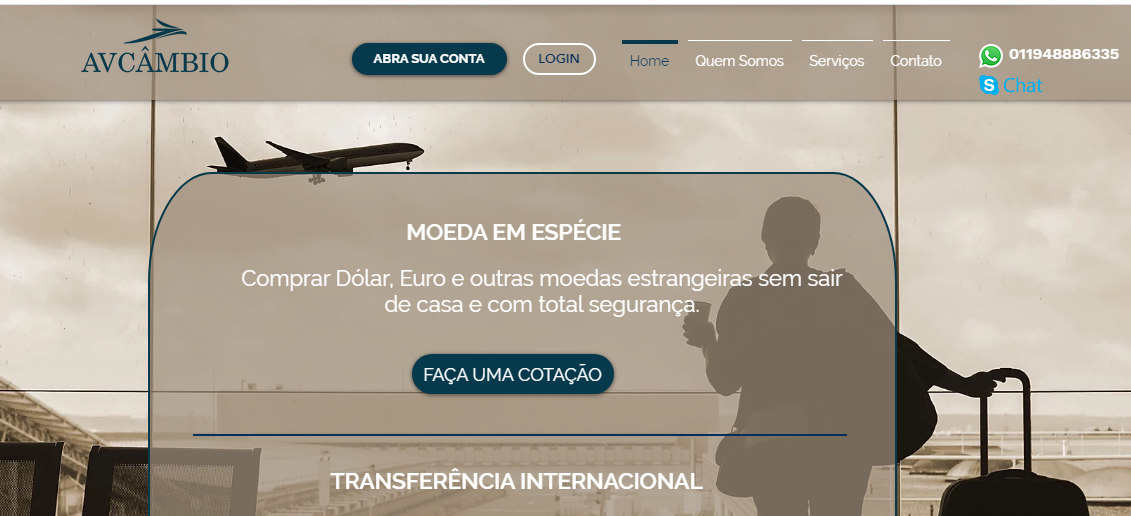 AVCÂMBIO
ABRA SUA CONTA
LOGIN
Home
Quem Somos
Serviços
Contato
011948886335
Chat
MOEDA EM ESPÉCIE
Comprar Dólar, Euro e outras moedas estrangeiras sem sair
de casa e com total segurança.
FAÇA UMA COTAÇÃO
TRANSFERÊNCIA INTERNACIONAL